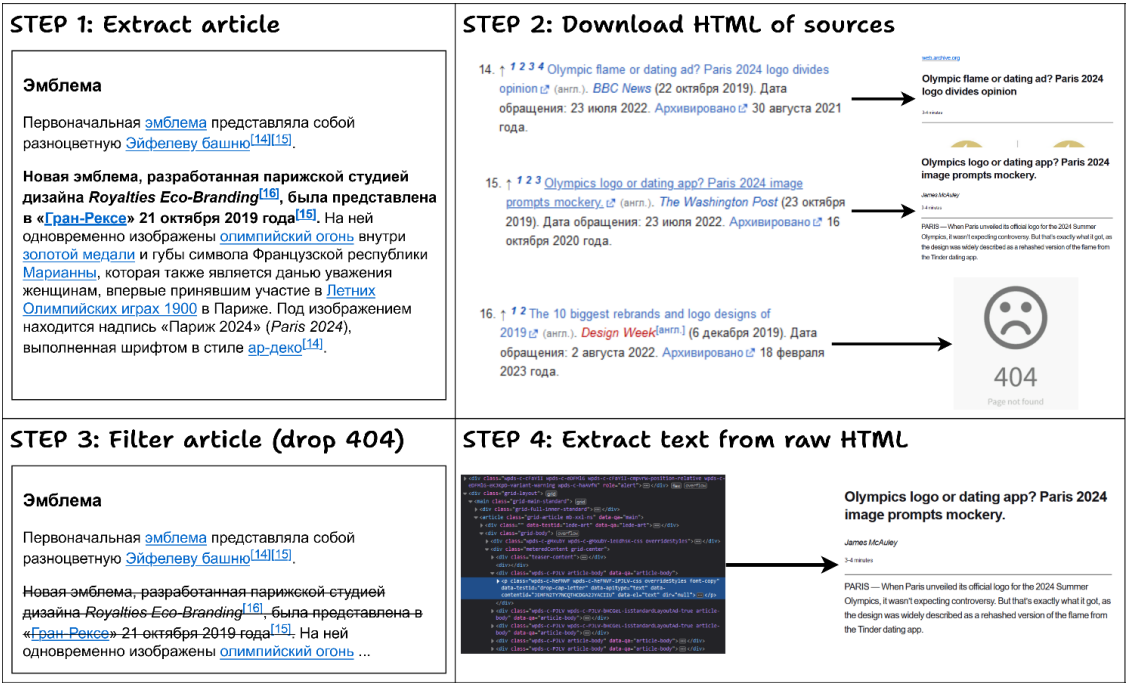 STEP 1: Extract article
Эмблема
Первоначальная эмблема представляла собой
разноцветную Эйфелеву башню[14][15].
Новая эмблема, разработанная парижской студией
дизайна Royalties Eco-Branding[16], была представлена
в «Гран-Рексе» 21 октября 2019 года[15]. На ней
одновременно изображены олимпийский огонь внутри
золотой медали и губы символа Французской республики
Марианны, которая также является данью уважения
женщинам, впервые принявшим участие в Летних
Олимпийских играх 1900 в Париже. Под изображением
находится надпись «Париж 2024» (Paris 2024),
выполненная шрифтом в стиле ар-деко[14].
STEP 2: Download HTML of sources
14. ↑ 1 2 3 4 Olympic flame or dating ad? Paris 2024 logo divides
opinion (англ.). BBC News (22 октября 2019). Дата
обращения: 23 июля 2022. Архивировано 30 августа 2021
года.
web.archive.org
Olympic flame or dating ad? Paris 2024
logo divides opinion
3-4 minutes
15. ↑ 1 2 3 Olympics logo or dating app? Paris 2024 image
prompts mockery. (англ.). The Washington Post (23 октября
2019). Дата обращения: 23 июля 2022. Архивировано 16
октября 2020 года.
Olympics logo or dating app? Paris 2024
image prompts mockery.
James McAuley
3-4 minutes
PARIS — When Paris unveiled its official logo for the 2024 Summer
Olympics, it wasn't expecting controversy. But that's exactly what it got, as
the design was widely described as a rehashed version of the flame from
the Tinder dating app.
16. ↑ 1 2 The 10 biggest rebrands and logo designs of
2019 (англ.). Design Week[англ.] (6 декабря 2019). Дата
обращения: 2 августа 2022. Архивировано 18 февраля
2023 года.
404
Page not found
STEP 3: Filter article (drop 404)
Эмблема
Первоначальная эмблема представляла собой
разноцветную Эйфелеву башню[14][15].
Новая эмблема, разработанная парижской студией
дизайна Royalties Eco-Branding[16], была представлена в
«Гран-Рексе» 21 октября 2019 года[15]. На ней
одновременно изображены олимпийский огонь ...
STEP 4: Extract text from raw HTML
Olympics logo or dating app? Paris 2024
image prompts mockery.
James McAuley
3-4 minutes
PARIS — When Paris unveiled its official logo for the 2024 Summer
Olympics, it wasn't expecting controversy. But that's exactly what it got, as
the design was widely described as a rehashed version of the flame from
the Tinder dating app.